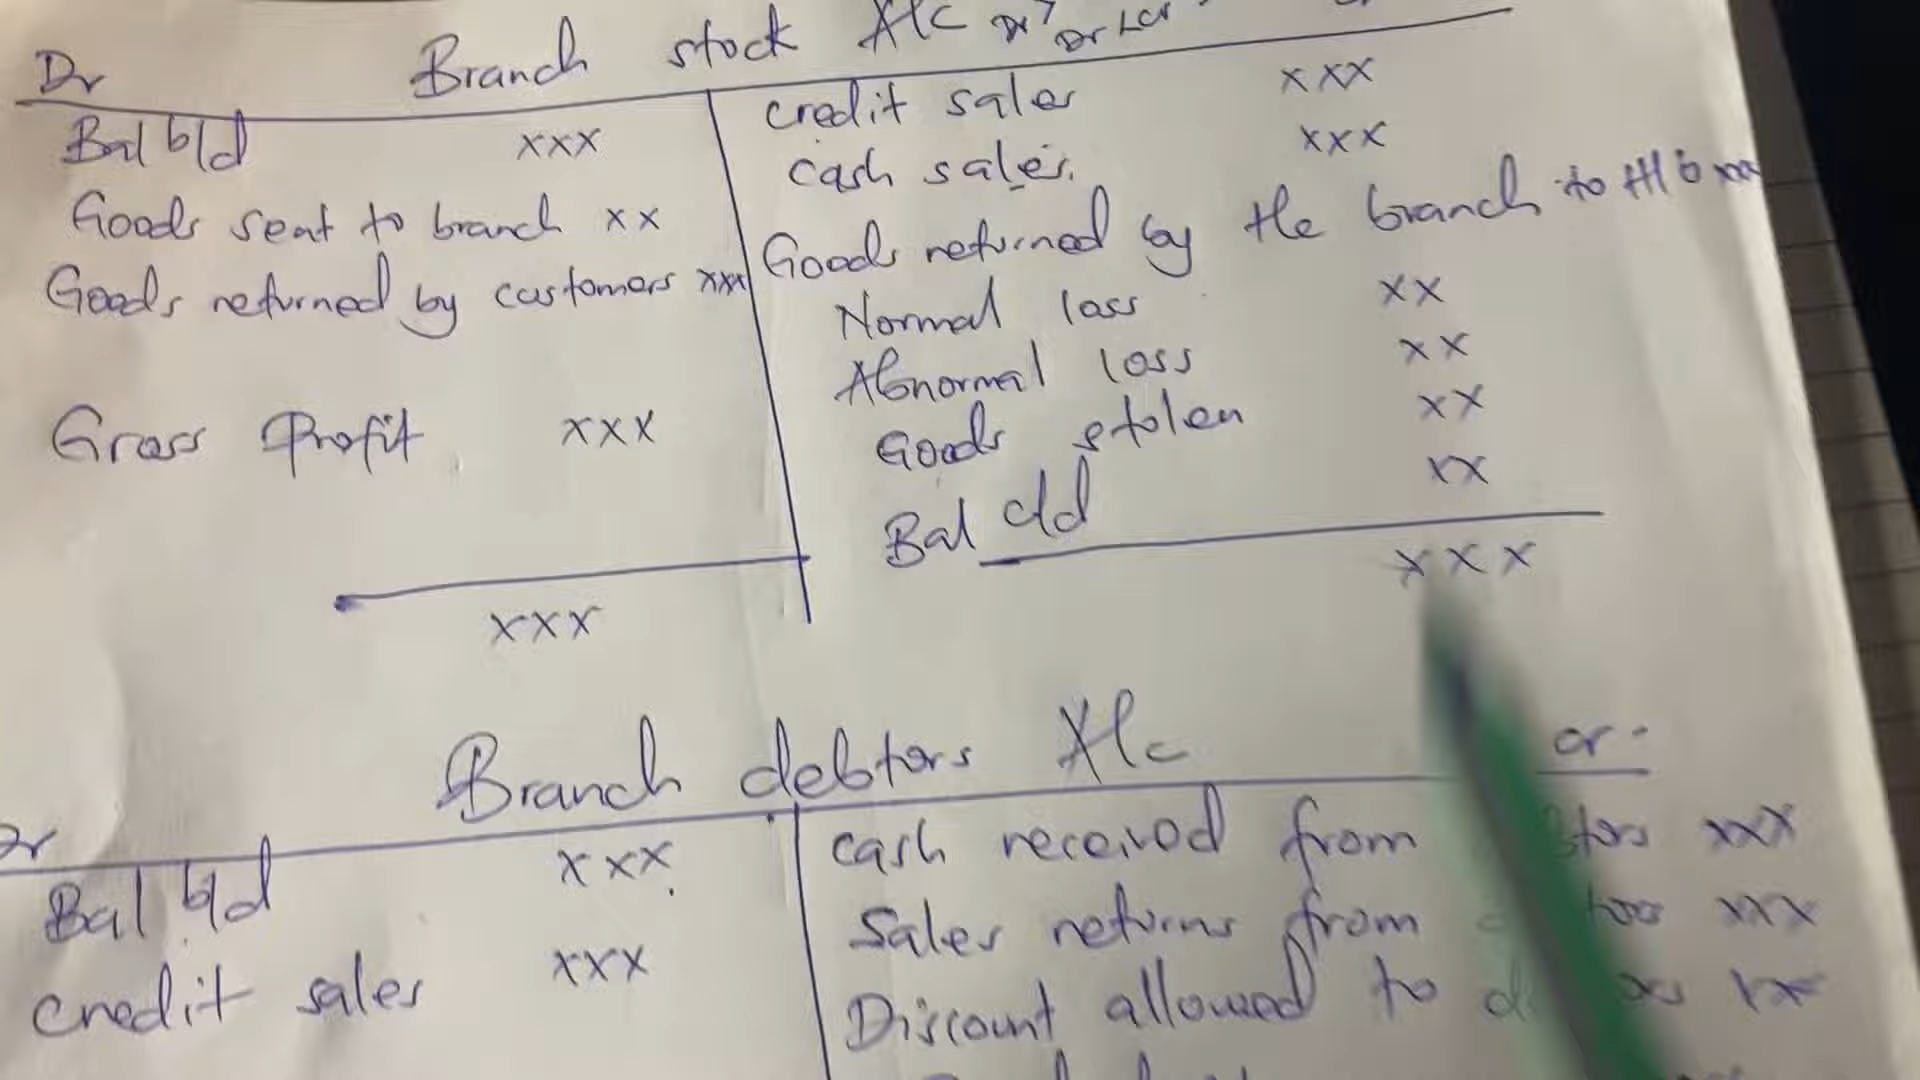 Dr Branch stock A/c
Bal b/d xxx
Goods sent to branch xx
Goods returned by customers xxx
Gross Profit xxx
xxx
credit sales xxx
cash sales. xxx
Goods returned by the branch to
Normal loss xx
Abnormal loss xx
Goods stolen xx
Bal c/d xx
xxx
Branch debtors A/c
Dr cr
Bal b/d xxx
credit sales xxx
Cash received from xxx
Sales returns from xxx
Discount allowed to xx